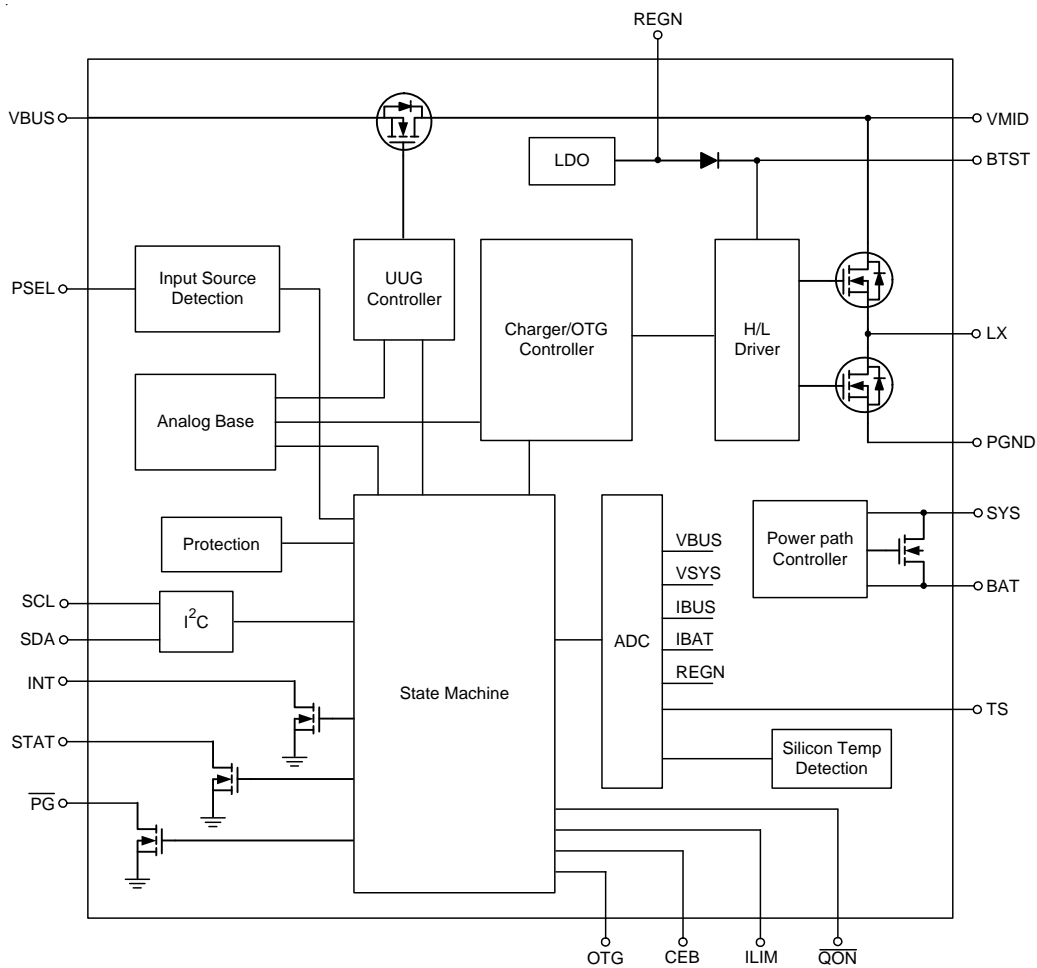 REGN
VBUS
VMID
LDO
BTST
PSEL
Input Source
Detection
UUG
Controller
Charger/OTG
Controller
H/L
Driver
LX
Analog Base
PGND
SYS
Power path
Controller
BAT
Protection
VBUS
VSYS
IBUS
IBAT
REGN
ADC
SCL
SDA
I²C
INT
State Machine
TS
STAT
Silicon Temp
Detection
PG
OTG
CEB
ILIM
QON